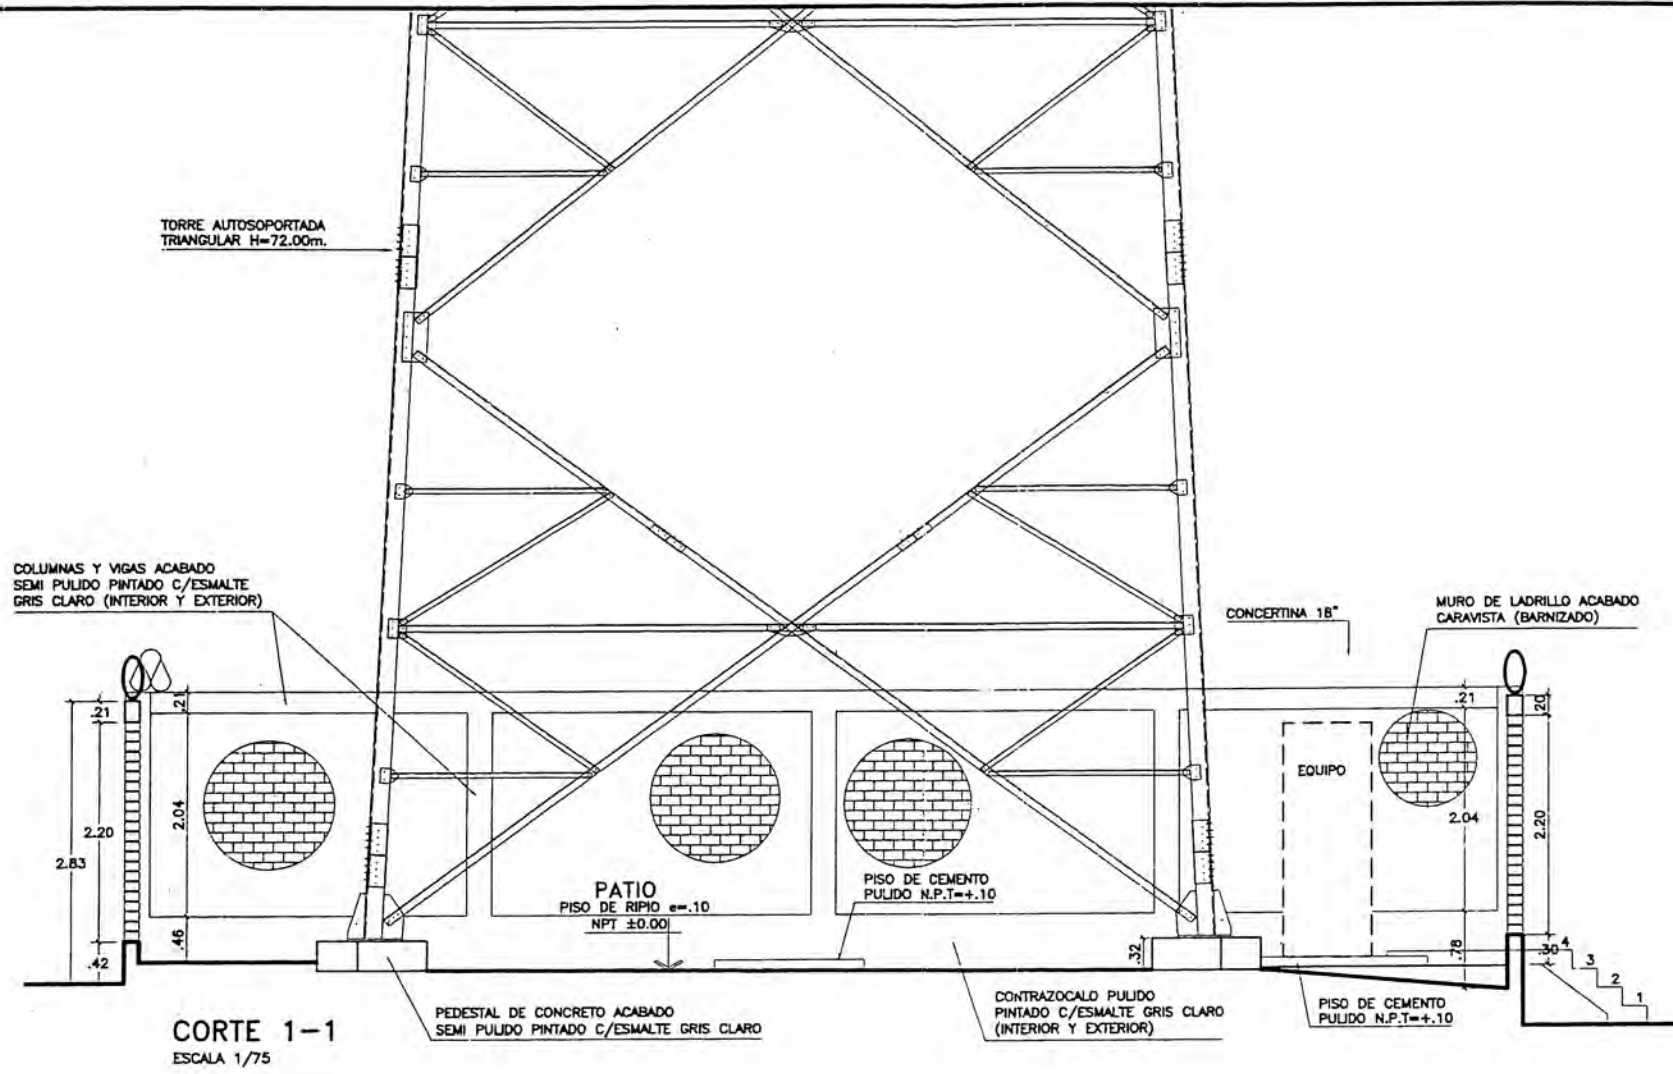 TORRE AUTOSOPORTADA
TRIANGULAR H=72.00m.
COLUMNAS Y VIGAS ACABADO
SEMI PULIDO PINTADO C/ESMALTE
GRIS CLARO (INTERIOR Y EXTERIOR)
CONCERTINA 18"
MURO DE LADRILLO ACABADO
CARAVISTA (BARNIZADO)
.21
.21
.21
.20
EQUIPO
2.20
2.04
2.83
2.04
2.20
PATIO
PISO DE RIPIO e=.10
NPT ±0.00
PISO DE CEMENTO
PULIDO N.P.T=+.10
.46
.42
.32
.78
.30
4
3
2
1
PEDESTAL DE CONCRETO ACABADO
SEMI PULIDO PINTADO C/ESMALTE GRIS CLARO
CONTRAZOCALO PULIDO
PINTADO C/ESMALTE GRIS CLARO
(INTERIOR Y EXTERIOR)
PISO DE CEMENTO
PULIDO N.P.T=+.10
CORTE 1-1
ESCALA 1/75